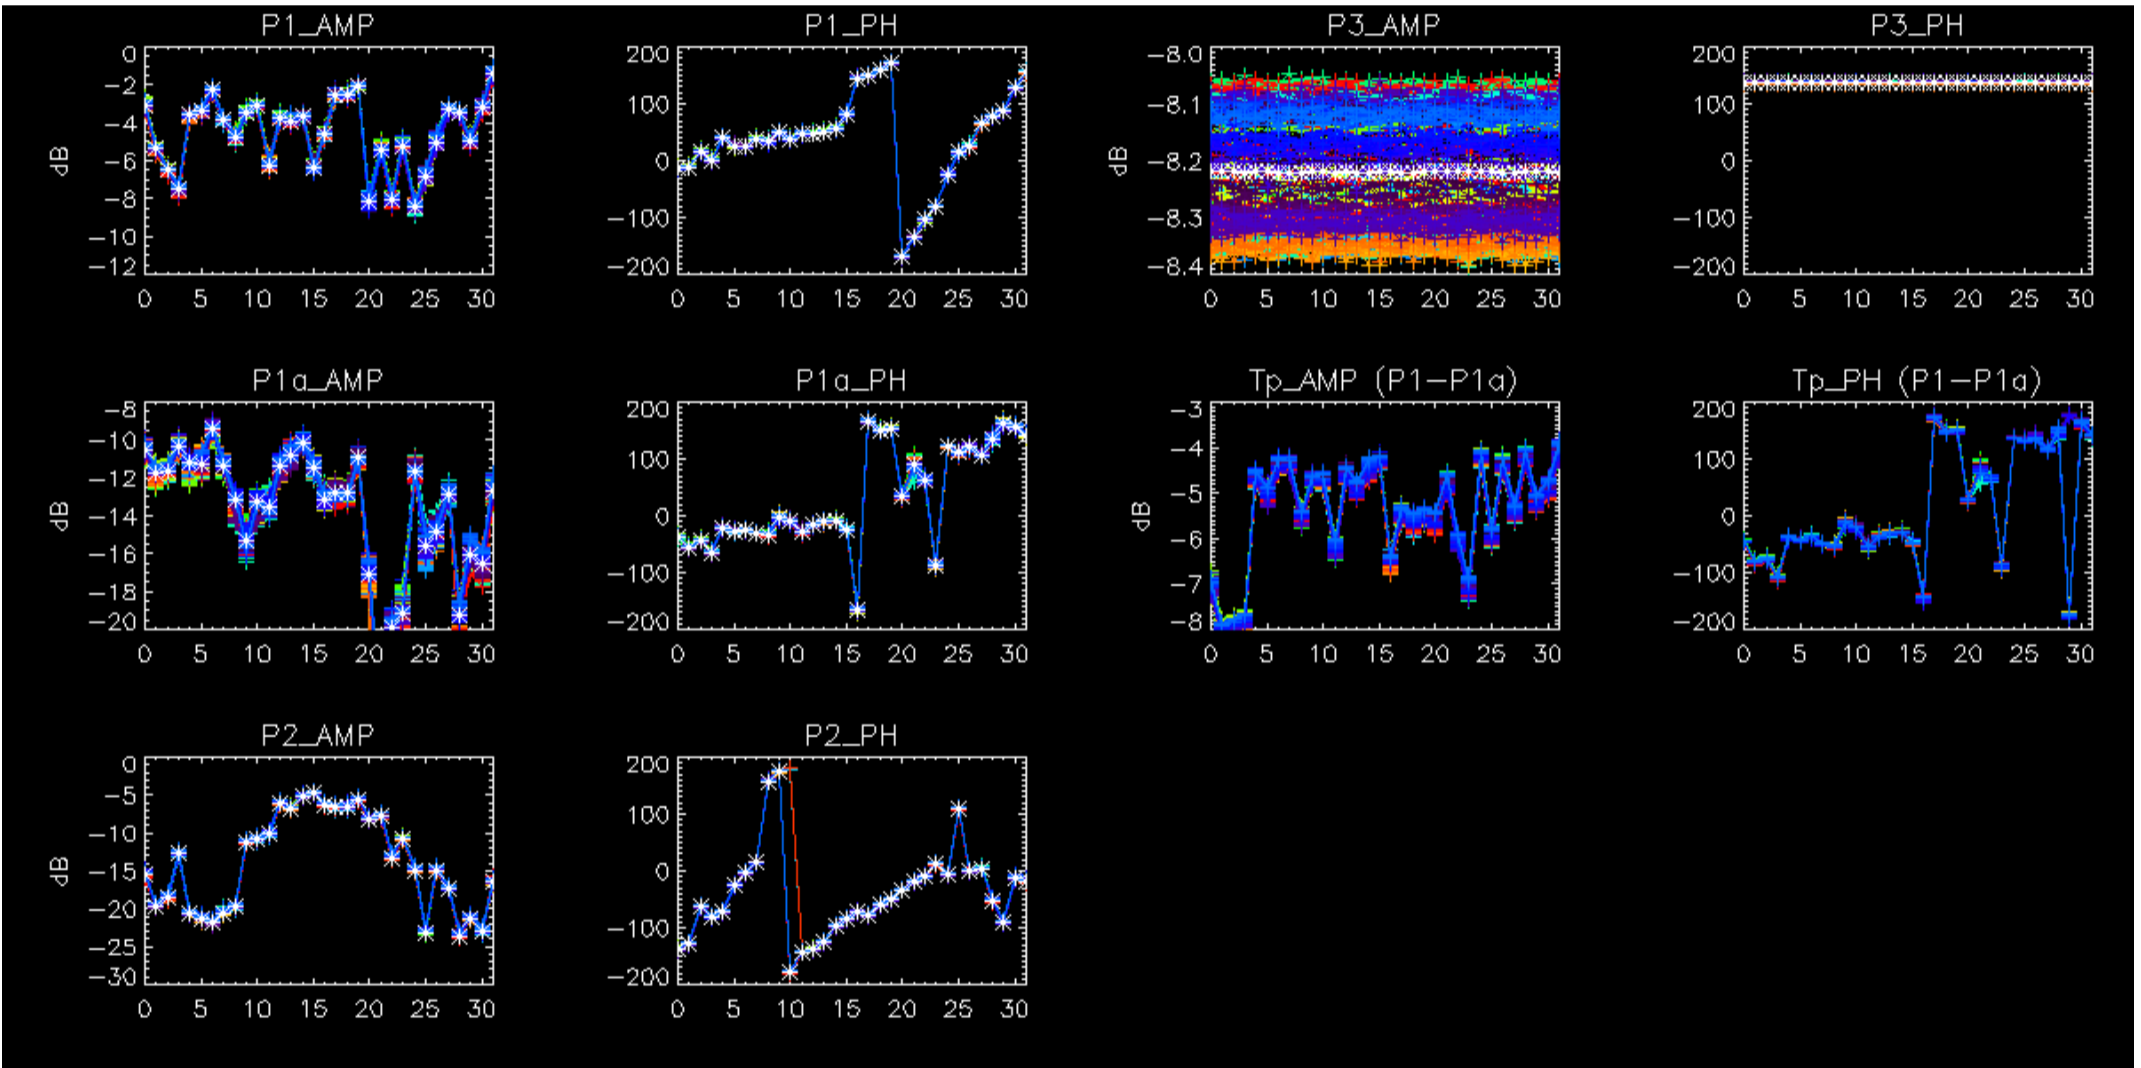 P1_AMP
P1_PH
P3_AMP
P3_PH
0
-2
-4
-6
-8
-10
-12
dB
0 5 10 15 20 25 30
200
100
0
-100
-200
0 5 10 15 20 25 30
-8.0
-8.1
-8.2
-8.3
-8.4
dB
0 5 10 15 20 25 30
200
100
0
-100
-200
0 5 10 15 20 25 30
P1a_AMP
P1a_PH
Tp_AMP (P1-P1a)
Tp_PH (P1-P1a)
-8
-10
-12
-14
-16
-18
-20
dB
0 5 10 15 20 25 30
200
100
0
-100
-200
0 5 10 15 20 25 30
-3
-4
-5
-6
-7
-8
dB
0 5 10 15 20 25 30
200
100
0
-100
-200
0 5 10 15 20 25 30
P2_AMP
P2_PH
0
-5
-10
-15
-20
-25
-30
dB
0 5 10 15 20 25 30
200
100
0
-100
-200
0 5 10 15 20 25 30